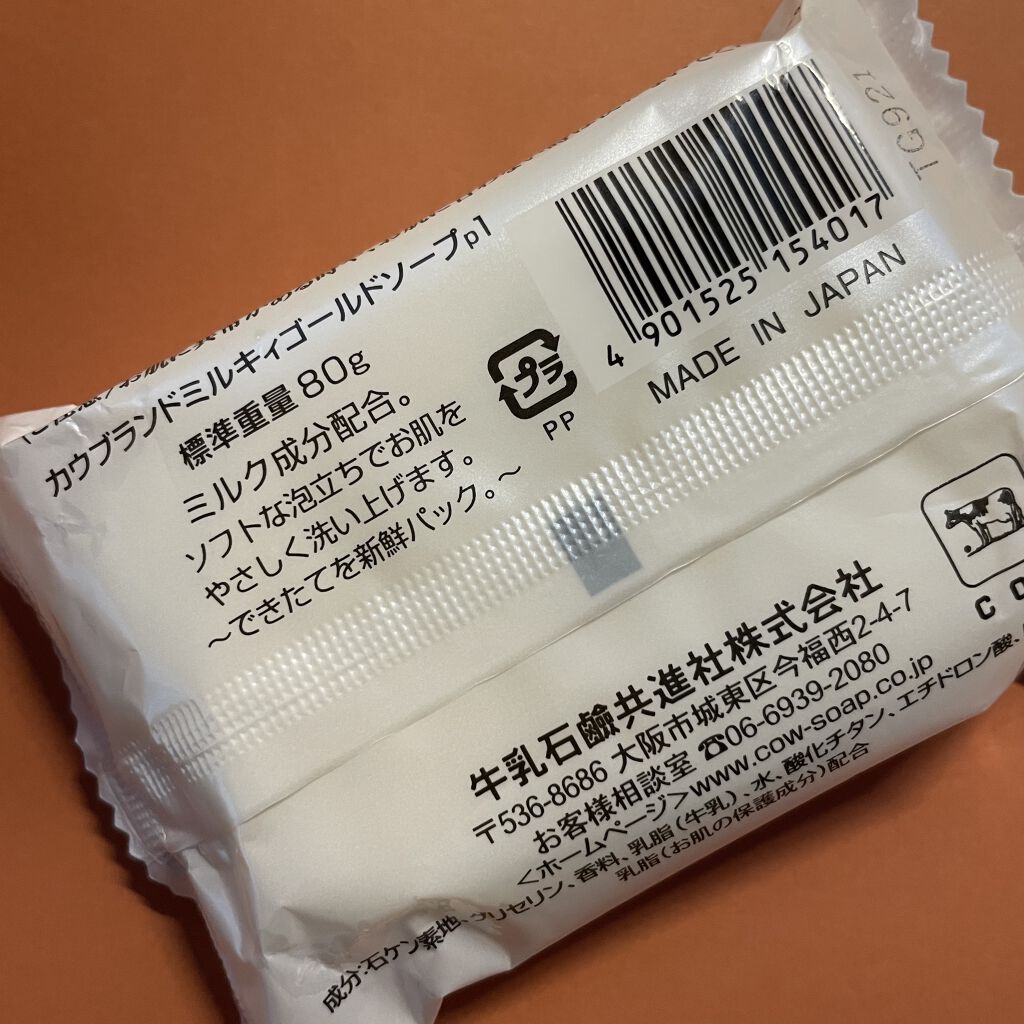 TG921
4 901525 154017
MADE IN JAPAN
カウブランドミルキィゴールドソープp1
標準重量80g
プラ
PP
ミルク成分配合。
ソフトな泡立ちでお肌を
やさしく洗い上げます。
〜できたてを新鮮パック。〜
牛乳石鹼共進社株式会社
〒536-8686 大阪市城東区今福西2-4-7
お客様相談室 ☎06-6939-2080
<ホームページ>www.cow-soap.co.jp
成分:石ケン素地、グリセリン、香料、乳脂(牛乳)、水、酸化チタン、エチドロン酸、
乳脂(お肌の保護成分)配合